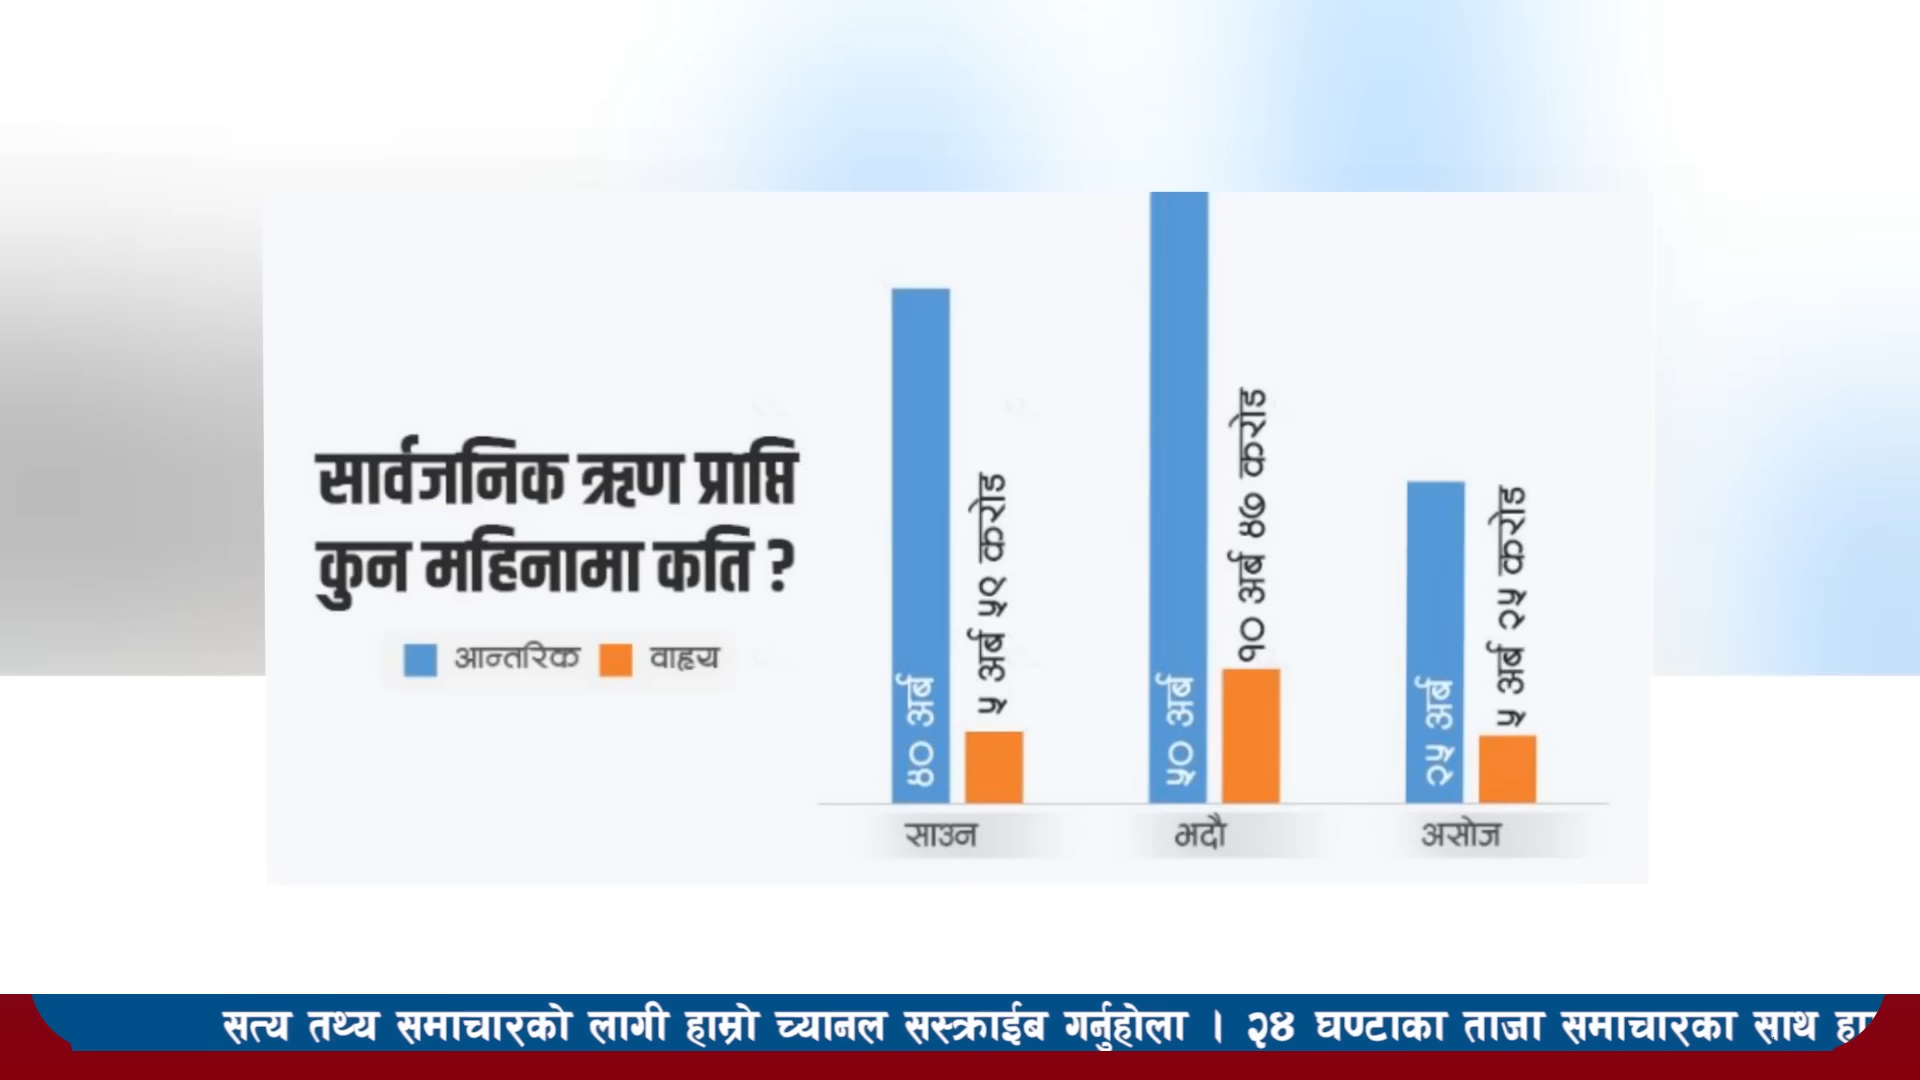 सार्वजनिक ऋण प्राप्ति
कुन महिनामा कति ?
आन्तरिक वाह्य
४० अर्ब
५ अर्ब ५९ करोड
५० अर्ब
१० अर्ब ४७ करोड
२५ अर्ब
५ अर्ब २५ करोड
साउन भदौ असोज
सत्य तथ्य समाचारको लागी हाम्रो च्यानल सस्क्राईब गर्नुहोला । २४ घण्टाका ताजा समाचारका साथ